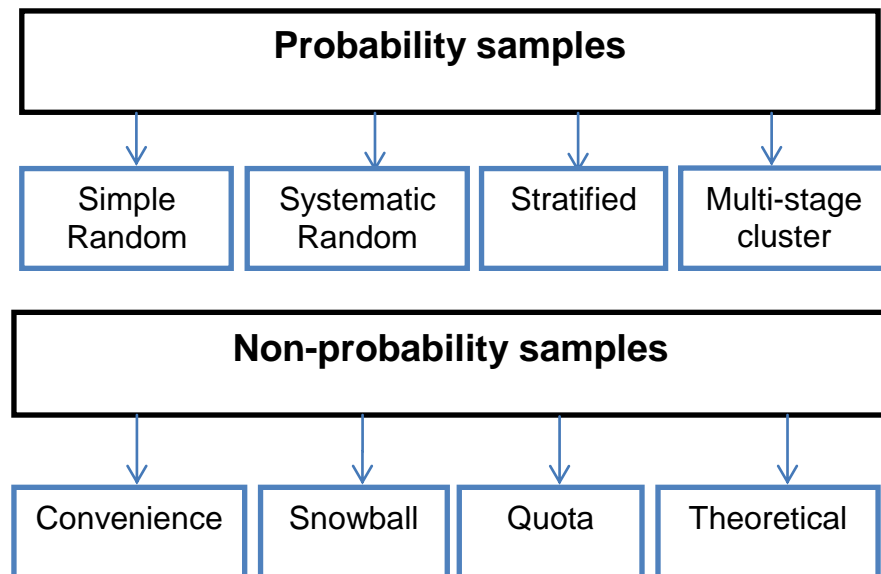 Probability samples
Simple
Random
Systematic
Random
Stratified
Multi-stage
cluster
Non-probability samples
Convenience
Snowball
Quota
Theoretical